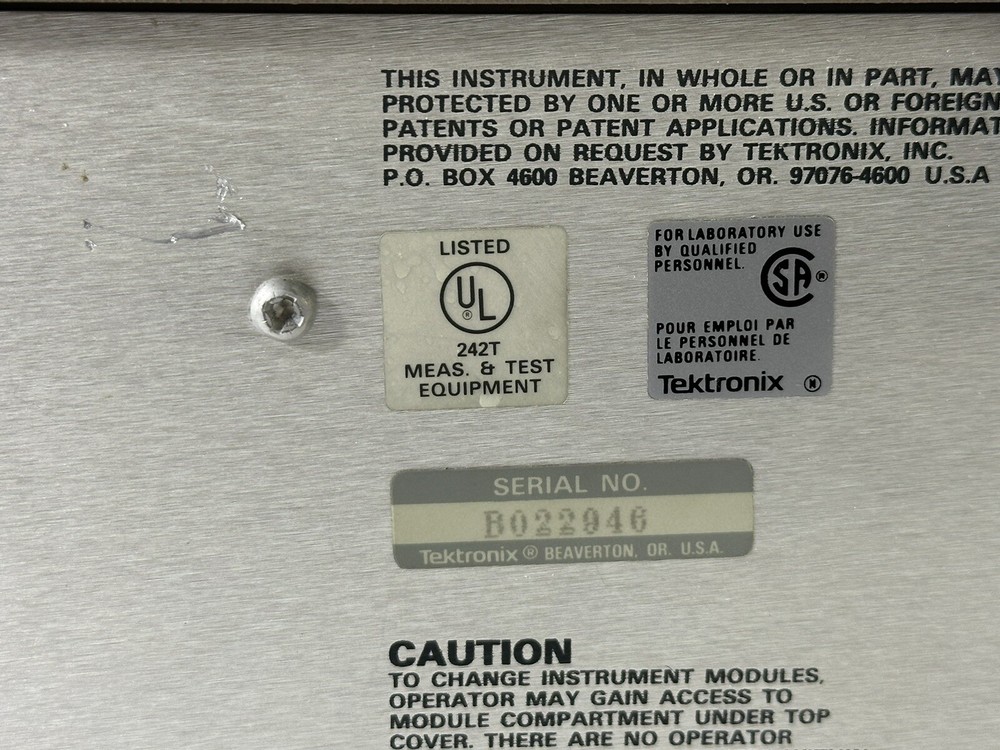 THIS INSTRUMENT, IN WHOLE OR IN PART, MAY
PROTECTED BY ONE OR MORE U.S. OR FOREIGN
PATENTS OR PATENT APPLICATIONS. INFORMAT
PROVIDED ON REQUEST BY TEKTRONIX, INC.
P.O. BOX 4600 BEAVERTON, OR. 97076-4600 U.S.A
LISTED
UL ®
242T
MEAS. & TEST
EQUIPMENT
FOR LABORATORY USE
BY QUALIFIED
PERSONNEL.
SA ®
POUR EMPLOI PAR
LE PERSONNEL DE
LABORATOIRE.
Tektronix
SERIAL NO.
B022946
Tektronix ® BEAVERTON, OR. U.S.A.
CAUTION
TO CHANGE INSTRUMENT MODULES,
OPERATOR MAY GAIN ACCESS TO
MODULE COMPARTMENT UNDER TOP
COVER. THERE ARE NO OPERATOR